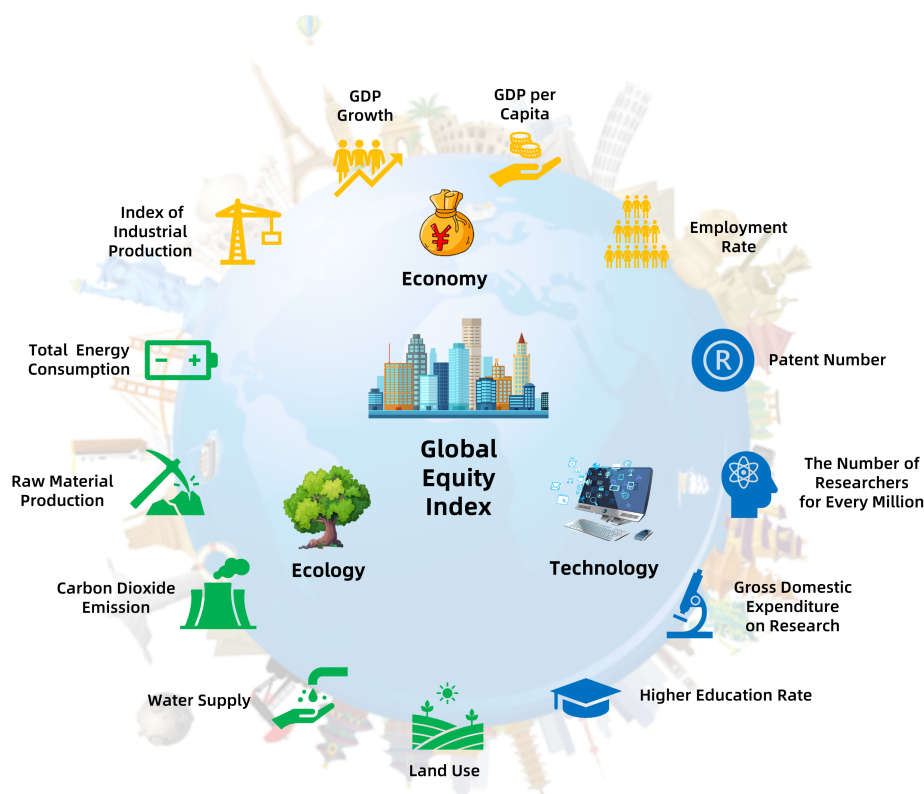 GDP
Growth
GDP per
Capita
Index of
Industrial
Production
Employment
Rate
¥
Economy
Total Energy
Consumption
R
Patent Number
Global
Equity
Index
Raw Material
Production
The Number of
Researchers
for Every Million
Ecology
Technology
Carbon Dioxide
Emission
Gross Domestic
Expenditure
on Research
Water Supply
Higher Education Rate
Land Use